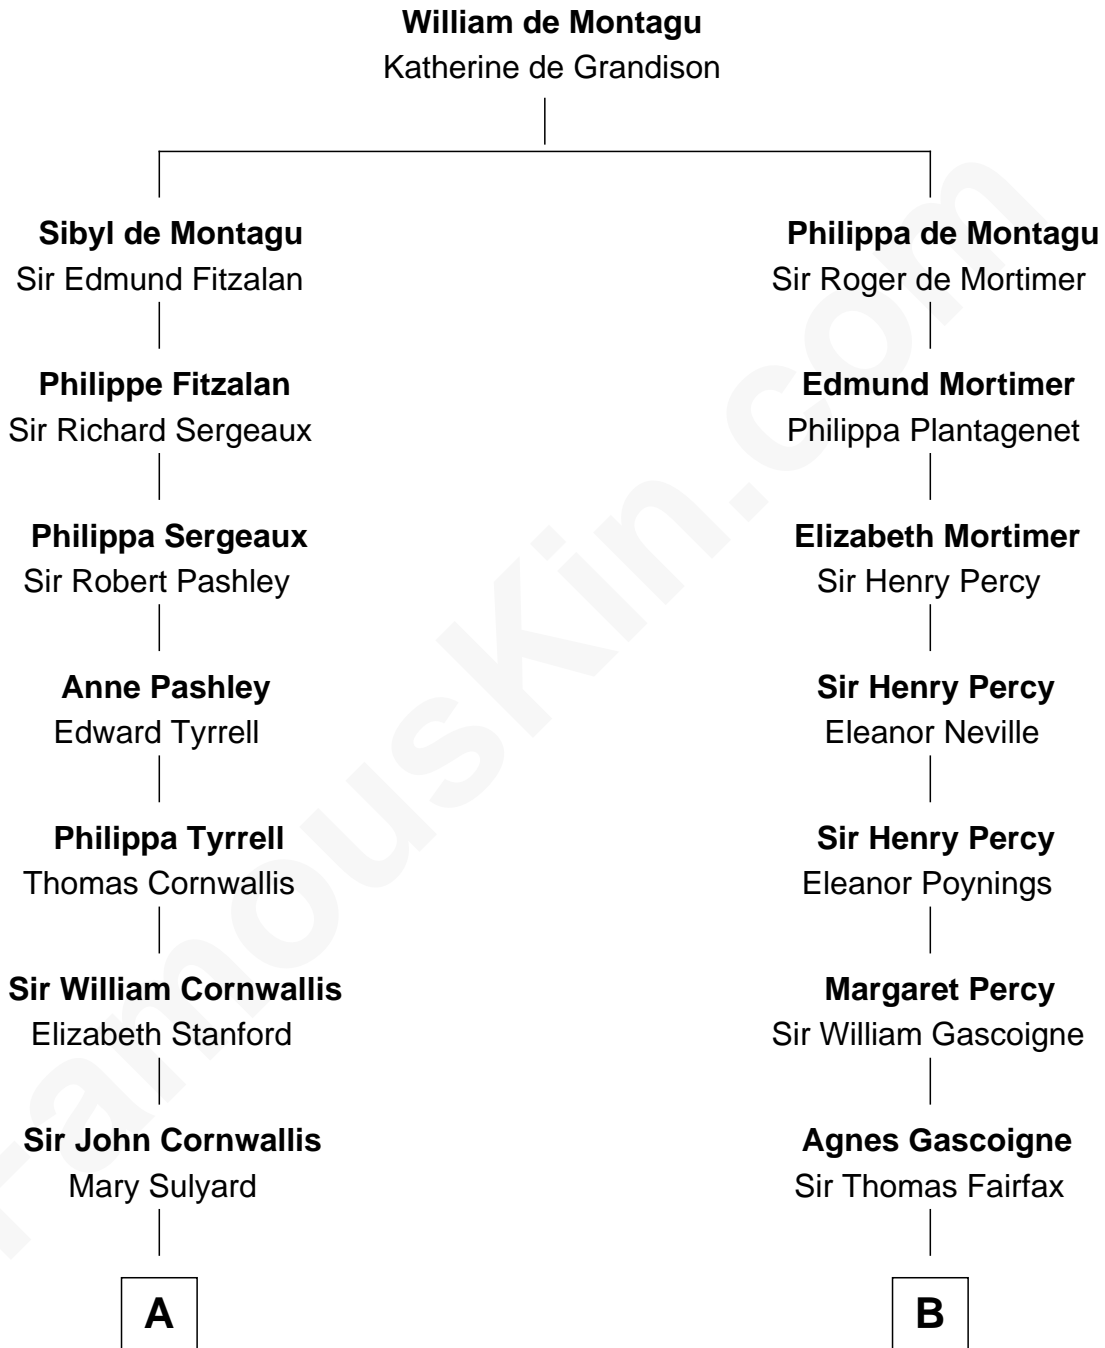 William de Montagu
Katherine de Grandison
Sibyl de Montagu
Sir Edmund Fitzalan
Philippa de Montagu
Sir Roger de Mortimer
Philippe Fitzalan
Sir Richard Sergeaux
Edmund Mortimer
Philippa Plantagenet
Philippa Sergeaux
Sir Robert Pashley
Elizabeth Mortimer
Sir Henry Percy
Anne Pashley
Edward Tyrrell
Sir Henry Percy
Eleanor Neville
Philippa Tyrrell
Thomas Cornwallis
Sir Henry Percy
Eleanor Poynings
Sir William Cornwallis
Elizabeth Stanford
Margaret Percy
Sir William Gascoigne
Sir John Cornwallis
Mary Sulyard
Agnes Gascoigne
Sir Thomas Fairfax
A
B
FamousKin.com